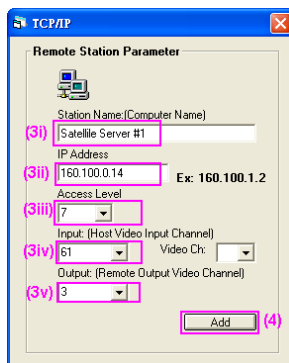 TCP/IP
Remote Station Parameter
Station Name:(Computer Name)
(3i) Satellile Server #1
IP Address
(3ii) 160.100.0.14 Ex: 160.100.1.2
Access Level
(3iii) 7
Input: (Host Video Input Channel)
(3iv) 61 Video Ch:
Output: (Remote Output Video Channel)
(3v) 3
Add (4)